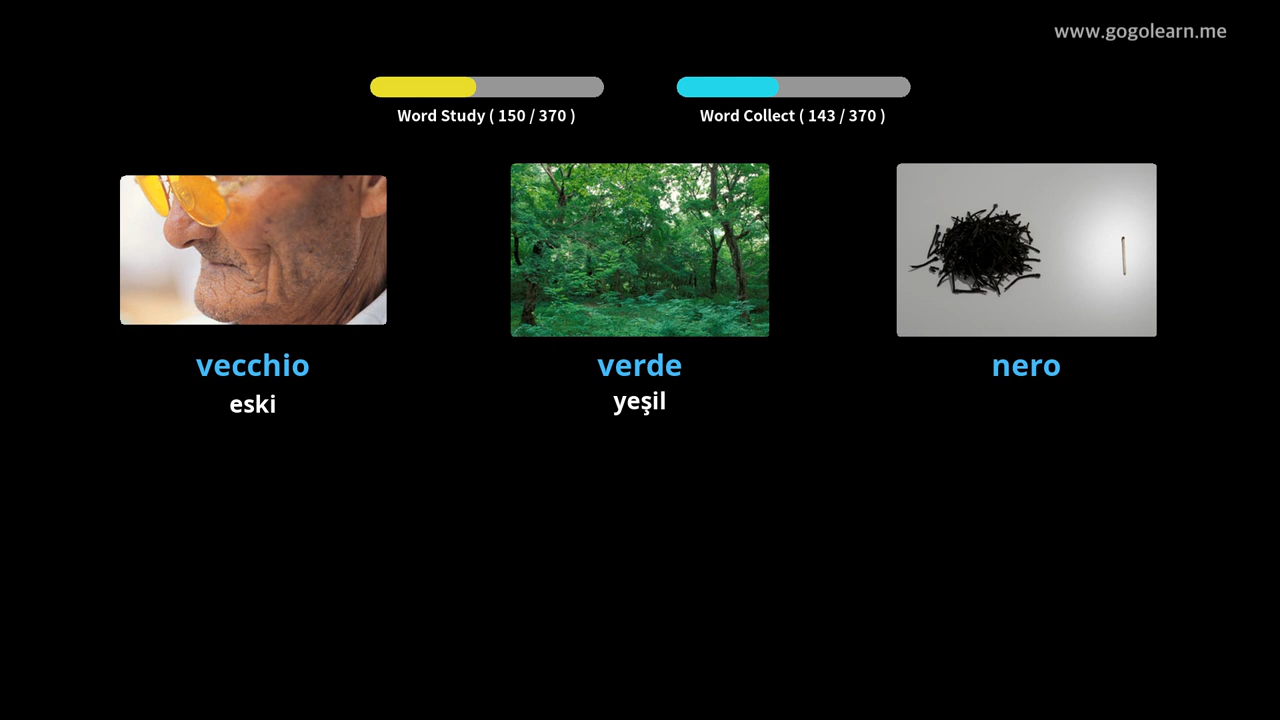 www.gogolearn.me
Word Study ( 150 / 370 )
Word Collect ( 143 / 370 )
vecchio
verde
nero
eski
yeşil